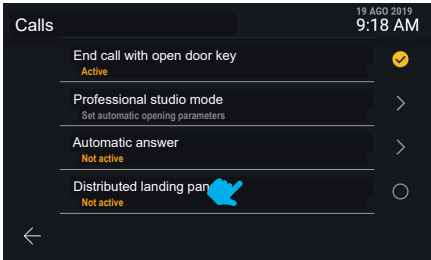 19 AGO 2019
Calls
9:18 AM
End call with open door key
Active
Professional studio mode
Set automatic opening parameters
Automatic answer
Not active
Distributed landing
Not active